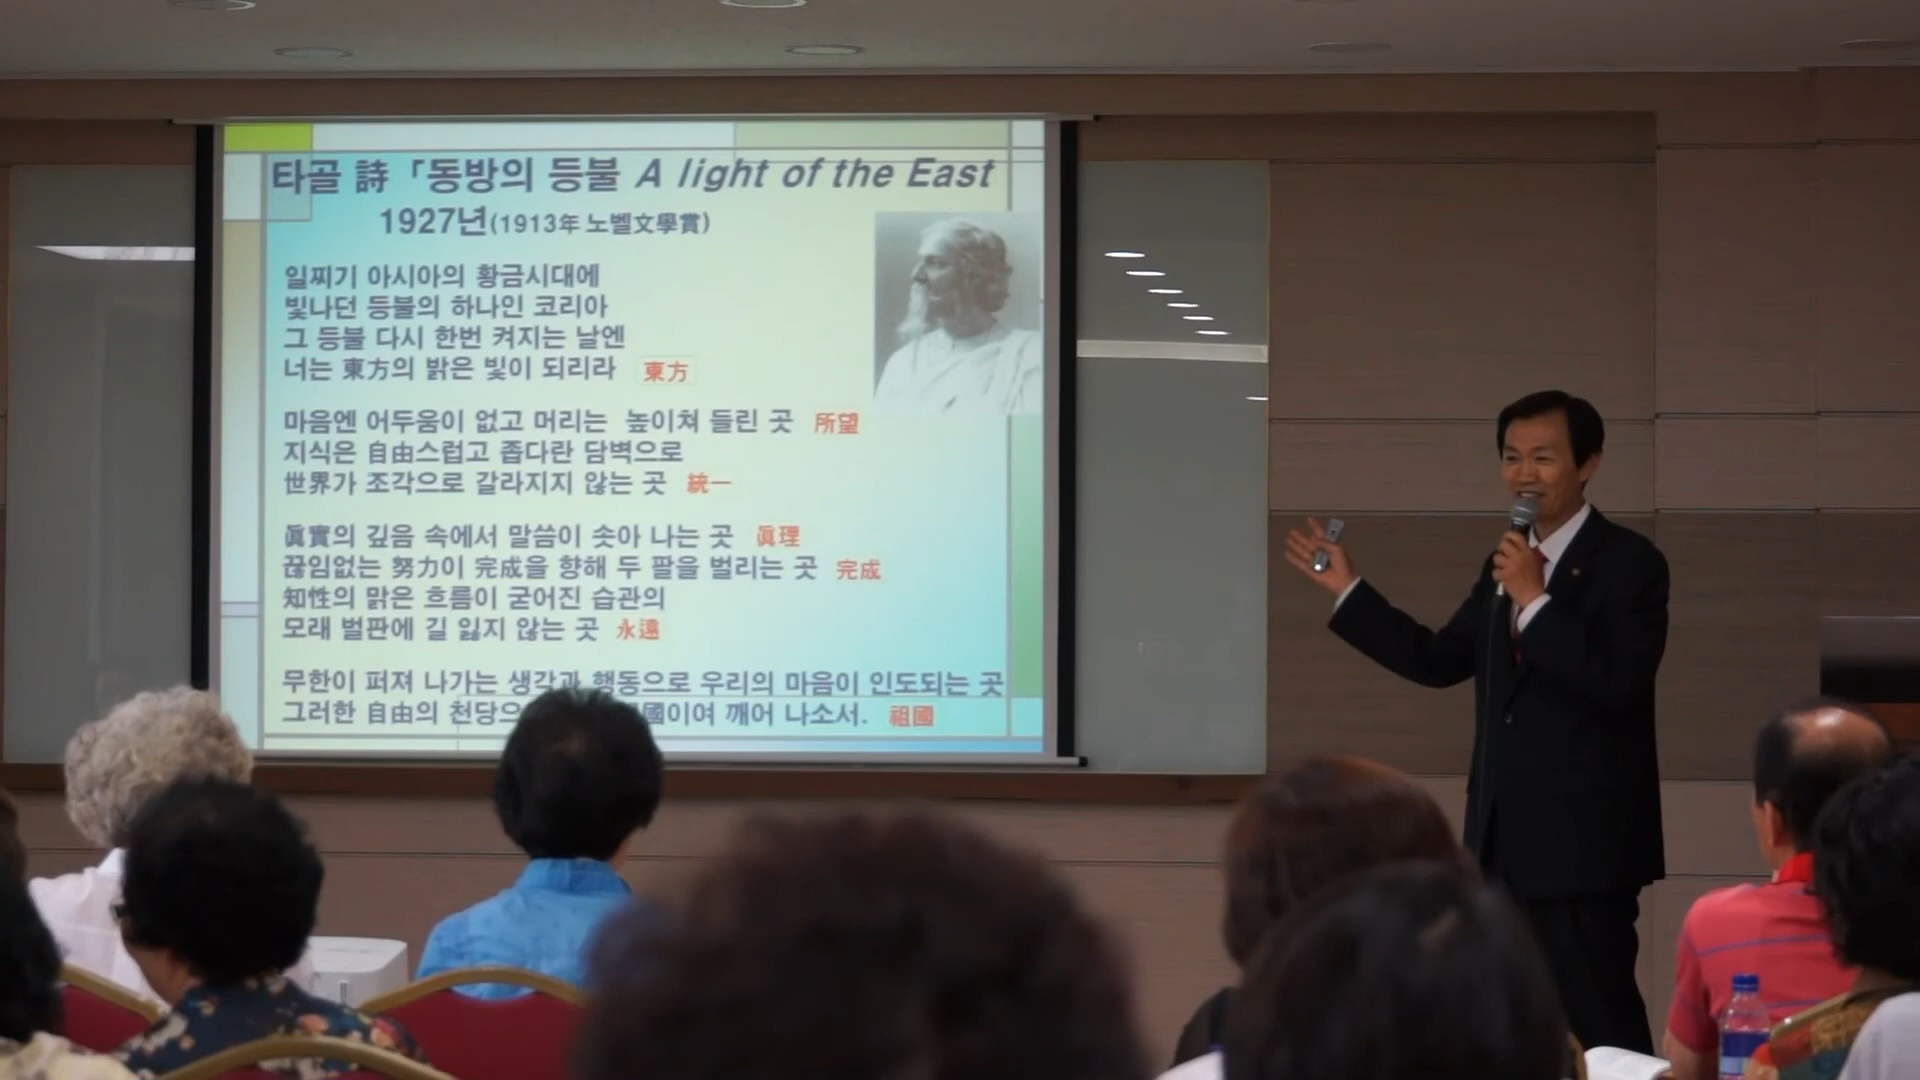 타골 詩 「동방의 등불 A light of the East
1927년(1913年 노벨文學賞)
일찌기 아시아의 황금시대에
빛나던 등불의 하나인 코리아
그 등불 다시 한번 켜지는 날엔
너는 東方의 밝은 빛이 되리라 東方
마음엔 어두움이 없고 머리는 높이쳐 들린 곳 所望
지식은 自由스럽고 좁다란 담벽으로
世界가 조각으로 갈라지지 않는 곳 統一
眞實의 깊음 속에서 말씀이 솟아 나는 곳 眞理
끊임없는 努力이 完成을 향해 두 팔을 벌리는 곳 完成
知性의 맑은 흐름이 굳어진 습관의
모래 벌판에 길 잃지 않는 곳 永遠
무한이 퍼져 나가는 생각과 행동으로 우리의 마음이 인도되는 곳
그러한 自由의 천당으 國이여 깨어 나소서. 祖國